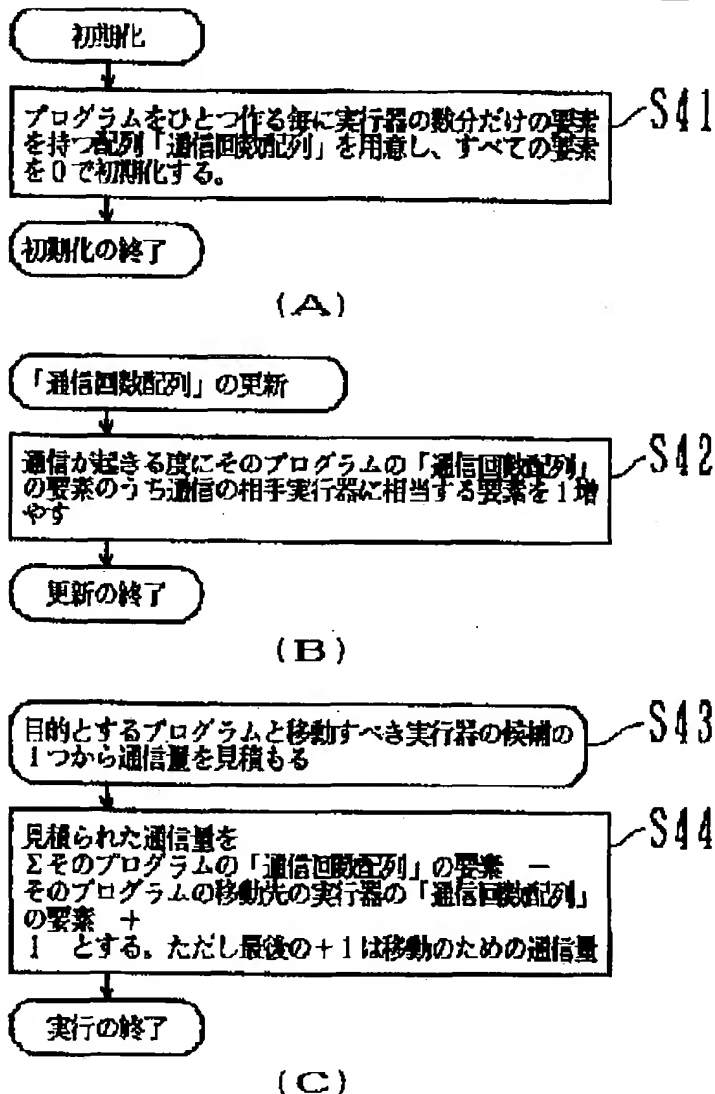 初期化
プログラムをひとつ作る毎に実行器の数分だけの要素
S41
を持つ配列「通信回数配列」を用意し、すべての要素
を0で初期化する。
初期化の終了
(A)
「通信回数配列」の更新
通信が起きる度にそのプログラムの「通信回数配列」
S42
の要素のうち通信の相手実行器に相当する要素を1増
やす
更新の終了
(B)
目的とするプログラムと移動すべき実行器の候補の
S43
1つから通信量を見積もる
見積られた通信量を
S44
Σそのプログラムの「通信回数配列」の要素 −
そのプログラムの移動先の実行器の「通信回数配列」
の要素 +
1 とする。ただし最後の+1は移動のための通信量
実行の終了
(C)